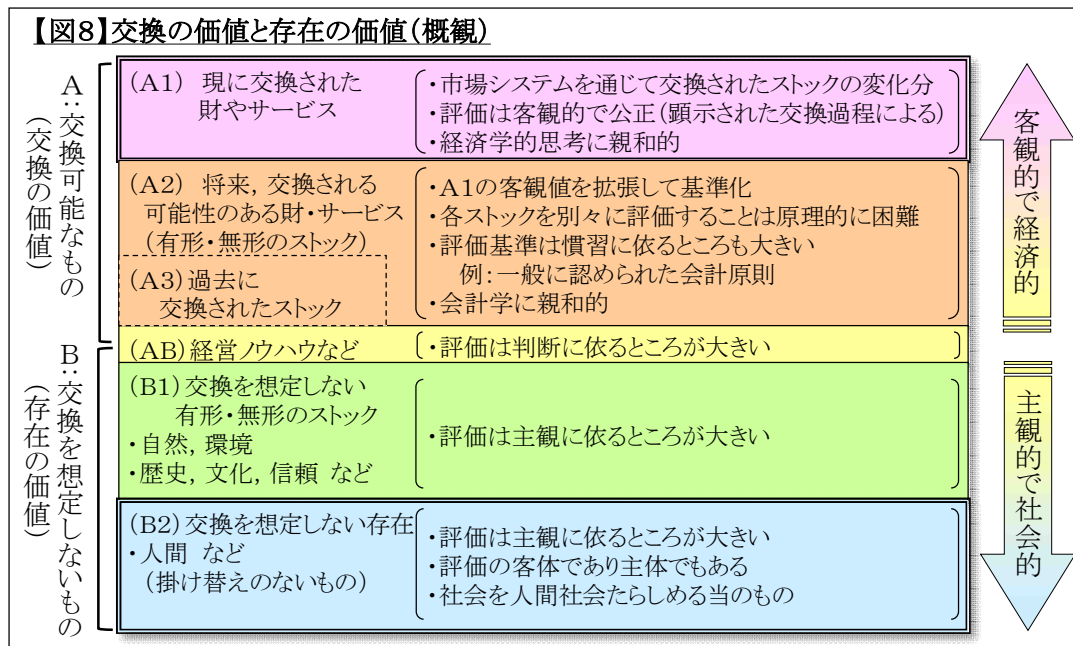 【図8】交換の価値と存在の価値(概観)
A:交換可能なもの
(交換の価値)
(A1) 現に交換された
財やサービス
・市場システムを通じて交換されたストックの変化分
・評価は客観的で公正(顕示された交換過程による)
・経済学的思考に親和的
(A2) 将来,交換される
可能性のある財・サービス
(有形・無形のストック)
(A3)過去に
交換されたストック
・A1の客観値を拡張して基準化
・各ストックを別々に評価することは原理的に困難
・評価基準は慣習に依るところも大きい
例:一般に認められた会計原則
・会計学に親和的
(AB)経営ノウハウなど
・評価は判断に依るところが大きい
B:交換を想定しないもの
(存在の価値)
(B1)交換を想定しない
有形・無形のストック
・自然,環境
・歴史,文化,信頼 など
・評価は主観に依るところが大きい
(B2)交換を想定しない存在
・人間 など
(掛け替えのないもの)
・評価は主観に依るところが大きい
・評価の客体であり主体でもある
・社会を人間社会たらしめる当のもの
客観的で経済的
主観的で社会的